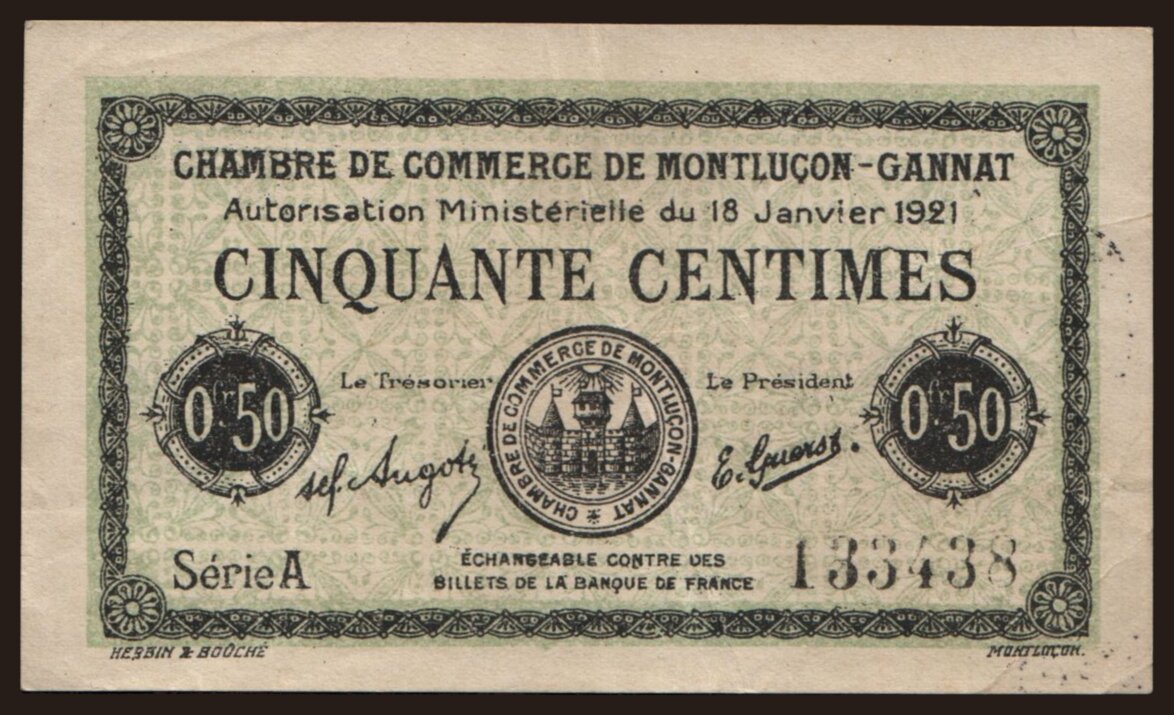 CHAMBRE DE COMMERCE DE MONTLUÇON-GANNAT
Autorisation Ministérielle du 18 Janvier 1921
CINQUANTE CENTIMES
0fr50
Le Trésorier
CHAMBRE DE COMMERCE DE MONTLUÇON-GANNAT *
Le Président
0fr50
Angot
E. Guerst.
Série A
ÉCHANGEABLE CONTRE DES
BILLETS DE LA BANQUE DE FRANCE
133438
HERBIN & BOUCHÉ
MONTLUÇON.